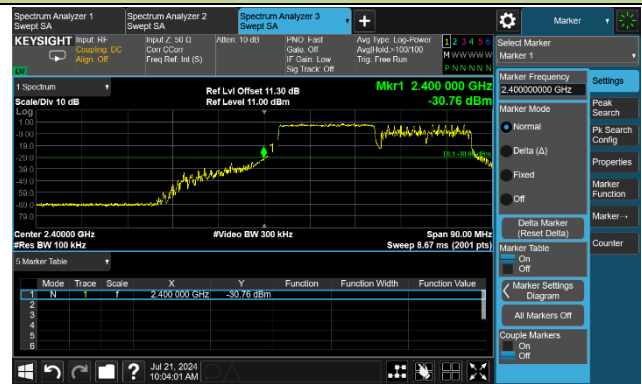 Spectrum Analyzer 1
Swept SA
Spectrum Analyzer 2
Swept SA
Spectrum Analyzer 3
Swept SA
Marker
KEYSIGHT
Input: RF
Coupling: DC
Align: Off
Input Z: 50 Ω
Corr CCorr
Freq Ref: Int (S)
Atten: 10 dB
PNO: Fast
Gate: Off
IF Gain: Low
Sig Track: Off
Avg Type: Log-Power
Avg|Hold:>100/100
Trig: Free Run
1 2 3 4 5 6
M W W W W W
P N N N N N
LW
Select Marker
Marker 1
1 Spectrum
Scale/Div 10 dB
Log
Ref Lvl Offset 11.30 dB
Ref Level 11.00 dBm
Mkr1 2.400 000 GHz
-30.76 dBm
1.00
-9.00
-19.0
-29.0
-39.0
-49.0
-59.0
-69.0
-79.0
1
Center 2.40000 GHz
#Res BW 100 kHz
#Video BW 300 kHz
Span 90.00 MHz
Sweep 8.67 ms (2001 pts)
5 Marker Table
Mode Trace Scale X Y Function Function Width Function Value
1 N 1 f 2.400 000 GHz -30.76 dBm
2
3
4
5
6
Marker Frequency
2.400000000 GHz
Marker Mode
Normal
Delta (Δ)
Fixed
Off
Delta Marker
(Reset Delta)
Marker Table
On
Off
Marker Settings
Diagram
All Markers Off
Couple Markers
On
Off
Settings
Peak
Search
Pk Search
Config
Properties
Marker
Function
Marker→
Counter
?
Jul 21, 2024
10:04:01 AM